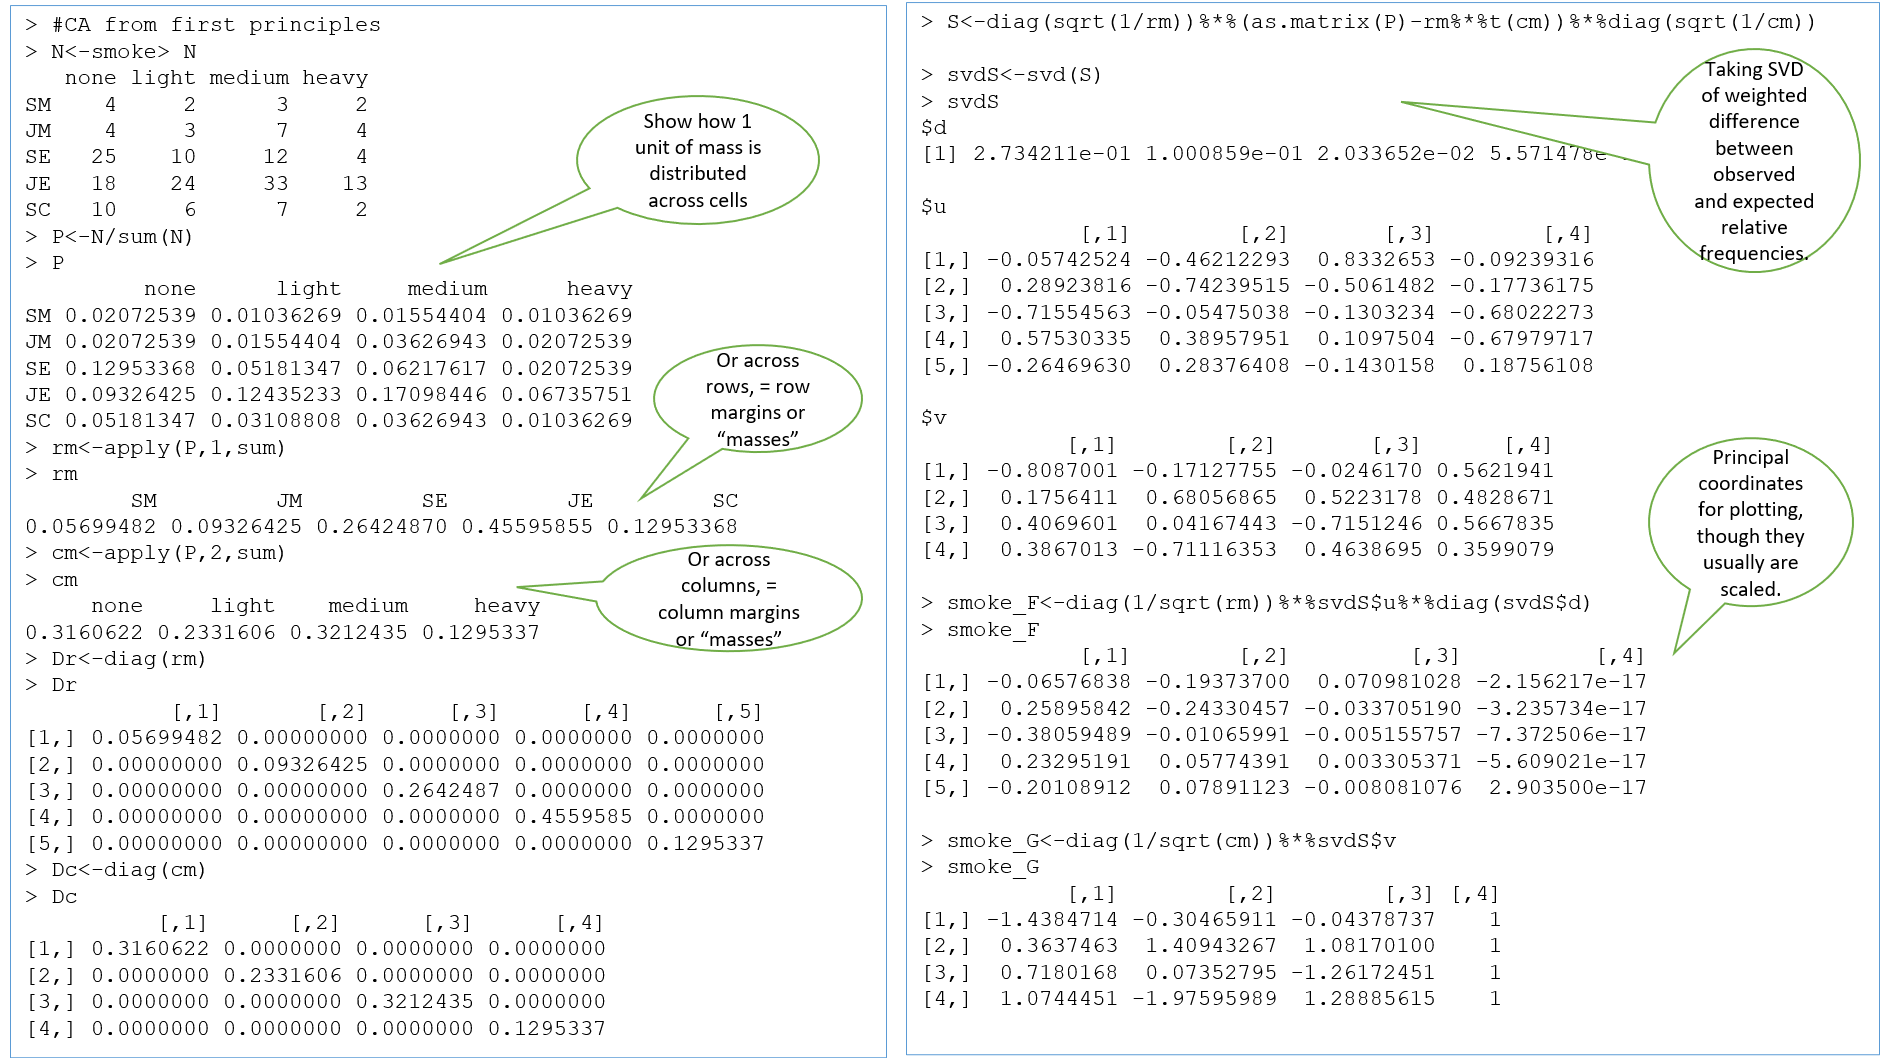 > #CA from first principles
> N<-smoke> N
   none light medium heavy
SM    4     2      3     2
JM    4     3      7     4
SE   25    10     12     4
JE   18    24     33    13
SC   10     6      7     2
> P<-N/sum(N)
> P
         none      light     medium      heavy
SM 0.02072539 0.01036269 0.01554404 0.01036269
JM 0.02072539 0.01554404 0.03626943 0.02072539
SE 0.12953368 0.05181347 0.06217617 0.02072539
JE 0.09326425 0.12435233 0.17098446 0.06735751
SC 0.05181347 0.03108808 0.03626943 0.01036269
> rm<-apply(P,1,sum)
> rm
        SM         JM         SE         JE         SC
0.05699482 0.09326425 0.26424870 0.45595855 0.12953368
> cm<-apply(P,2,sum)
> cm
     none     light    medium     heavy
0.3160622 0.2331606 0.3212435 0.1295337
> Dr<-diag(rm)
> Dr
           [,1]       [,2]      [,3]      [,4]      [,5]
[1,] 0.05699482 0.00000000 0.0000000 0.0000000 0.0000000
[2,] 0.00000000 0.09326425 0.0000000 0.0000000 0.0000000
[3,] 0.00000000 0.00000000 0.2642487 0.0000000 0.0000000
[4,] 0.00000000 0.00000000 0.0000000 0.4559585 0.0000000
[5,] 0.00000000 0.00000000 0.0000000 0.0000000 0.1295337
> Dc<-diag(cm)
> Dc
          [,1]      [,2]      [,3]      [,4]
[1,] 0.3160622 0.0000000 0.0000000 0.0000000
[2,] 0.0000000 0.2331606 0.0000000 0.0000000
[3,] 0.0000000 0.0000000 0.3212435 0.0000000
[4,] 0.0000000 0.0000000 0.0000000 0.1295337
Show how 1
unit of mass is
distributed
across cells
Or across
rows, = row
margins or
“masses”
Or across
columns, =
column margins
or “masses”
> S<-diag(sqrt(1/rm))%*%(as.matrix(P)-rm%*%t(cm))%*%diag(sqrt(1/cm))
> svdS<-svd(S)
> svdS
$d
[1] 2.734211e-01 1.000859e-01 2.033652e-02 5.571478e-
$u
            [,1]        [,2]       [,3]        [,4]
[1,] -0.05742524 -0.46212293  0.8332653 -0.09239316
[2,]  0.28923816 -0.74239515 -0.5061482 -0.17736175
[3,] -0.71554563 -0.05475038 -0.1303234 -0.68022273
[4,]  0.57530335  0.38957951  0.1097504 -0.67979717
[5,] -0.26469630  0.28376408 -0.1430158  0.18756108
$v
           [,1]        [,2]       [,3]      [,4]
[1,] -0.8087001 -0.17127755 -0.0246170 0.5621941
[2,]  0.1756411  0.68056865  0.5223178 0.4828671
[3,]  0.4069601  0.04167443 -0.7151246 0.5667835
[4,]  0.3867013 -0.71116353  0.4638695 0.3599079
> smoke_F<-diag(1/sqrt(rm))%*%svdS$u%*%diag(svdS$d)
> smoke_F
            [,1]        [,2]         [,3]          [,4]
[1,] -0.06576838 -0.19373700  0.070981028 -2.156217e-17
[2,]  0.25895842 -0.24330457 -0.033705190 -3.235734e-17
[3,] -0.38059489 -0.01065991 -0.005155757 -7.372506e-17
[4,]  0.23295191  0.05774391  0.003305371 -5.609021e-17
[5,] -0.20108912  0.07891123 -0.008081076  2.903500e-17
> smoke_G<-diag(1/sqrt(cm))%*%svdS$v
> smoke_G
           [,1]        [,2]        [,3] [,4]
[1,] -1.4384714 -0.30465911 -0.04378737    1
[2,]  0.3637463  1.40943267  1.08170100    1
[3,]  0.7180168  0.07352795 -1.26172451    1
[4,]  1.0744451 -1.97595989  1.28885615    1
Taking SVD
of weighted
difference
between
observed
and expected
relative
frequencies.
Principal
coordinates
for plotting,
though they
usually are
scaled.